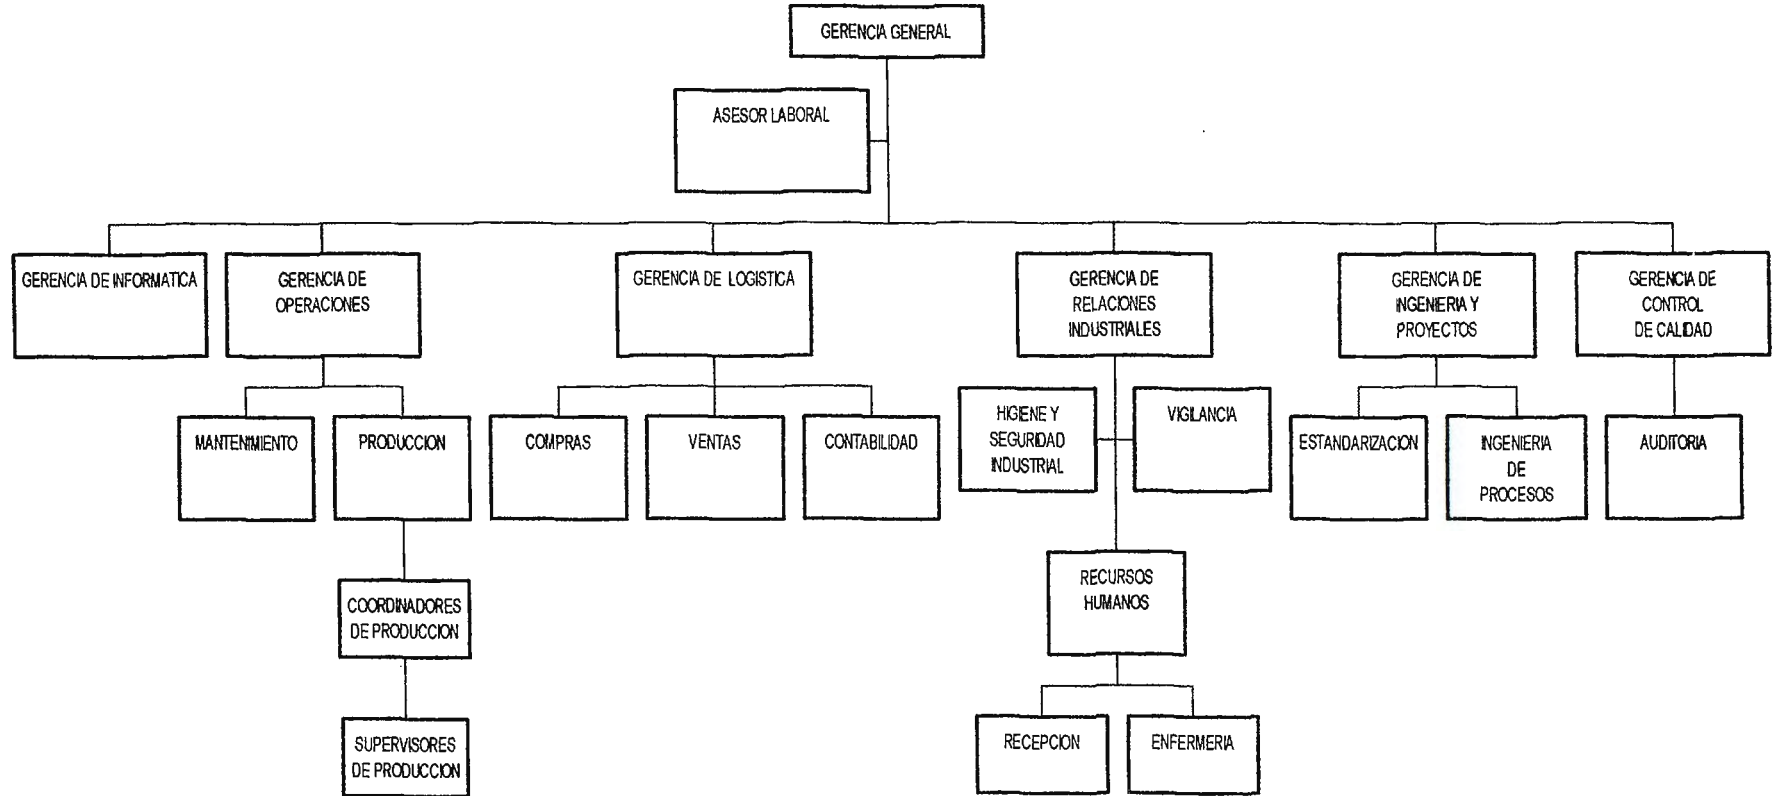 GERENCIA GENERAL
ASESOR LABORAL
GERENCIA DE INFORMATICA
GERENCIA DE
OPERACIONES
GERENCIA DE LOGISTICA
GERENCIA DE
RELACIONES
INDUSTRIALES
GERENCIA DE
INGENIERIA Y
PROYECTOS
GERENCIA DE
CONTROL
DE CALIDAD
MANTENIMIENTO
PRODUCCION
COMPRAS
VENTAS
CONTABILIDAD
HIGIENE Y
SEGURIDAD
INDUSTRIAL
VIGILANCIA
ESTANDARIZACION
INGENIERIA
DE
PROCESOS
AUDITORIA
COORDINADORES
DE PRODUCCION
RECURSOS
HUMANOS
SUPERVISORES
DE PRODUCCION
RECEPCION
ENFERMERIA